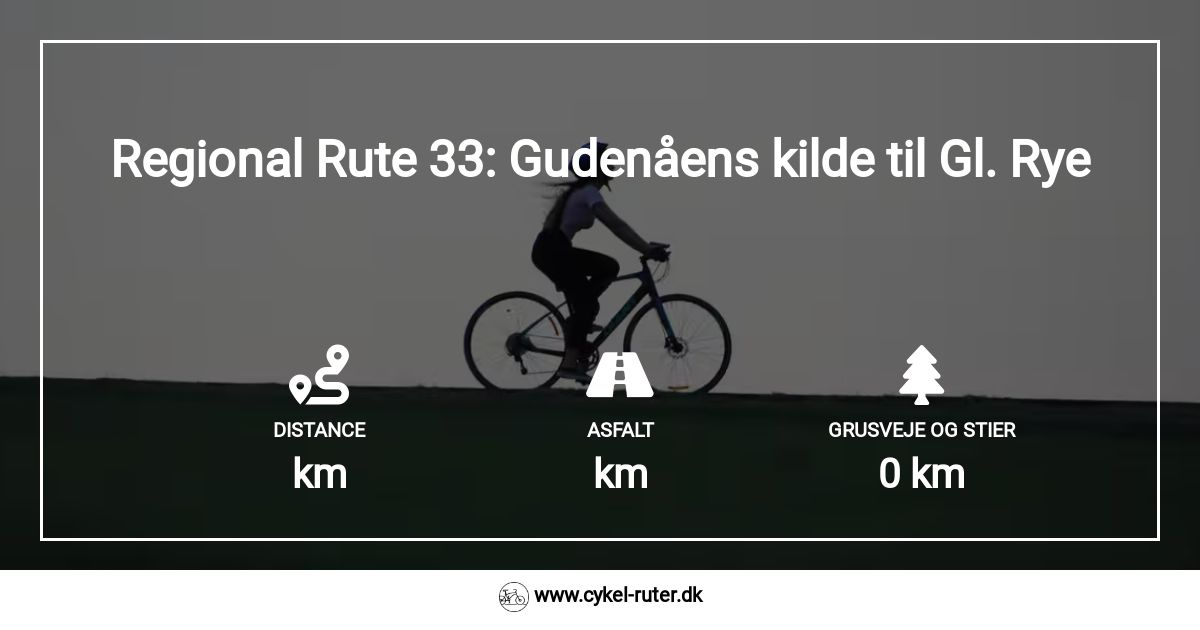 Regional Rute 33: Gudenåens kilde til Gl. Rye
DISTANCE
ASFALT
GRUSVEJE OG STIER
km
km
0 km
www.cykel-ruter.dk